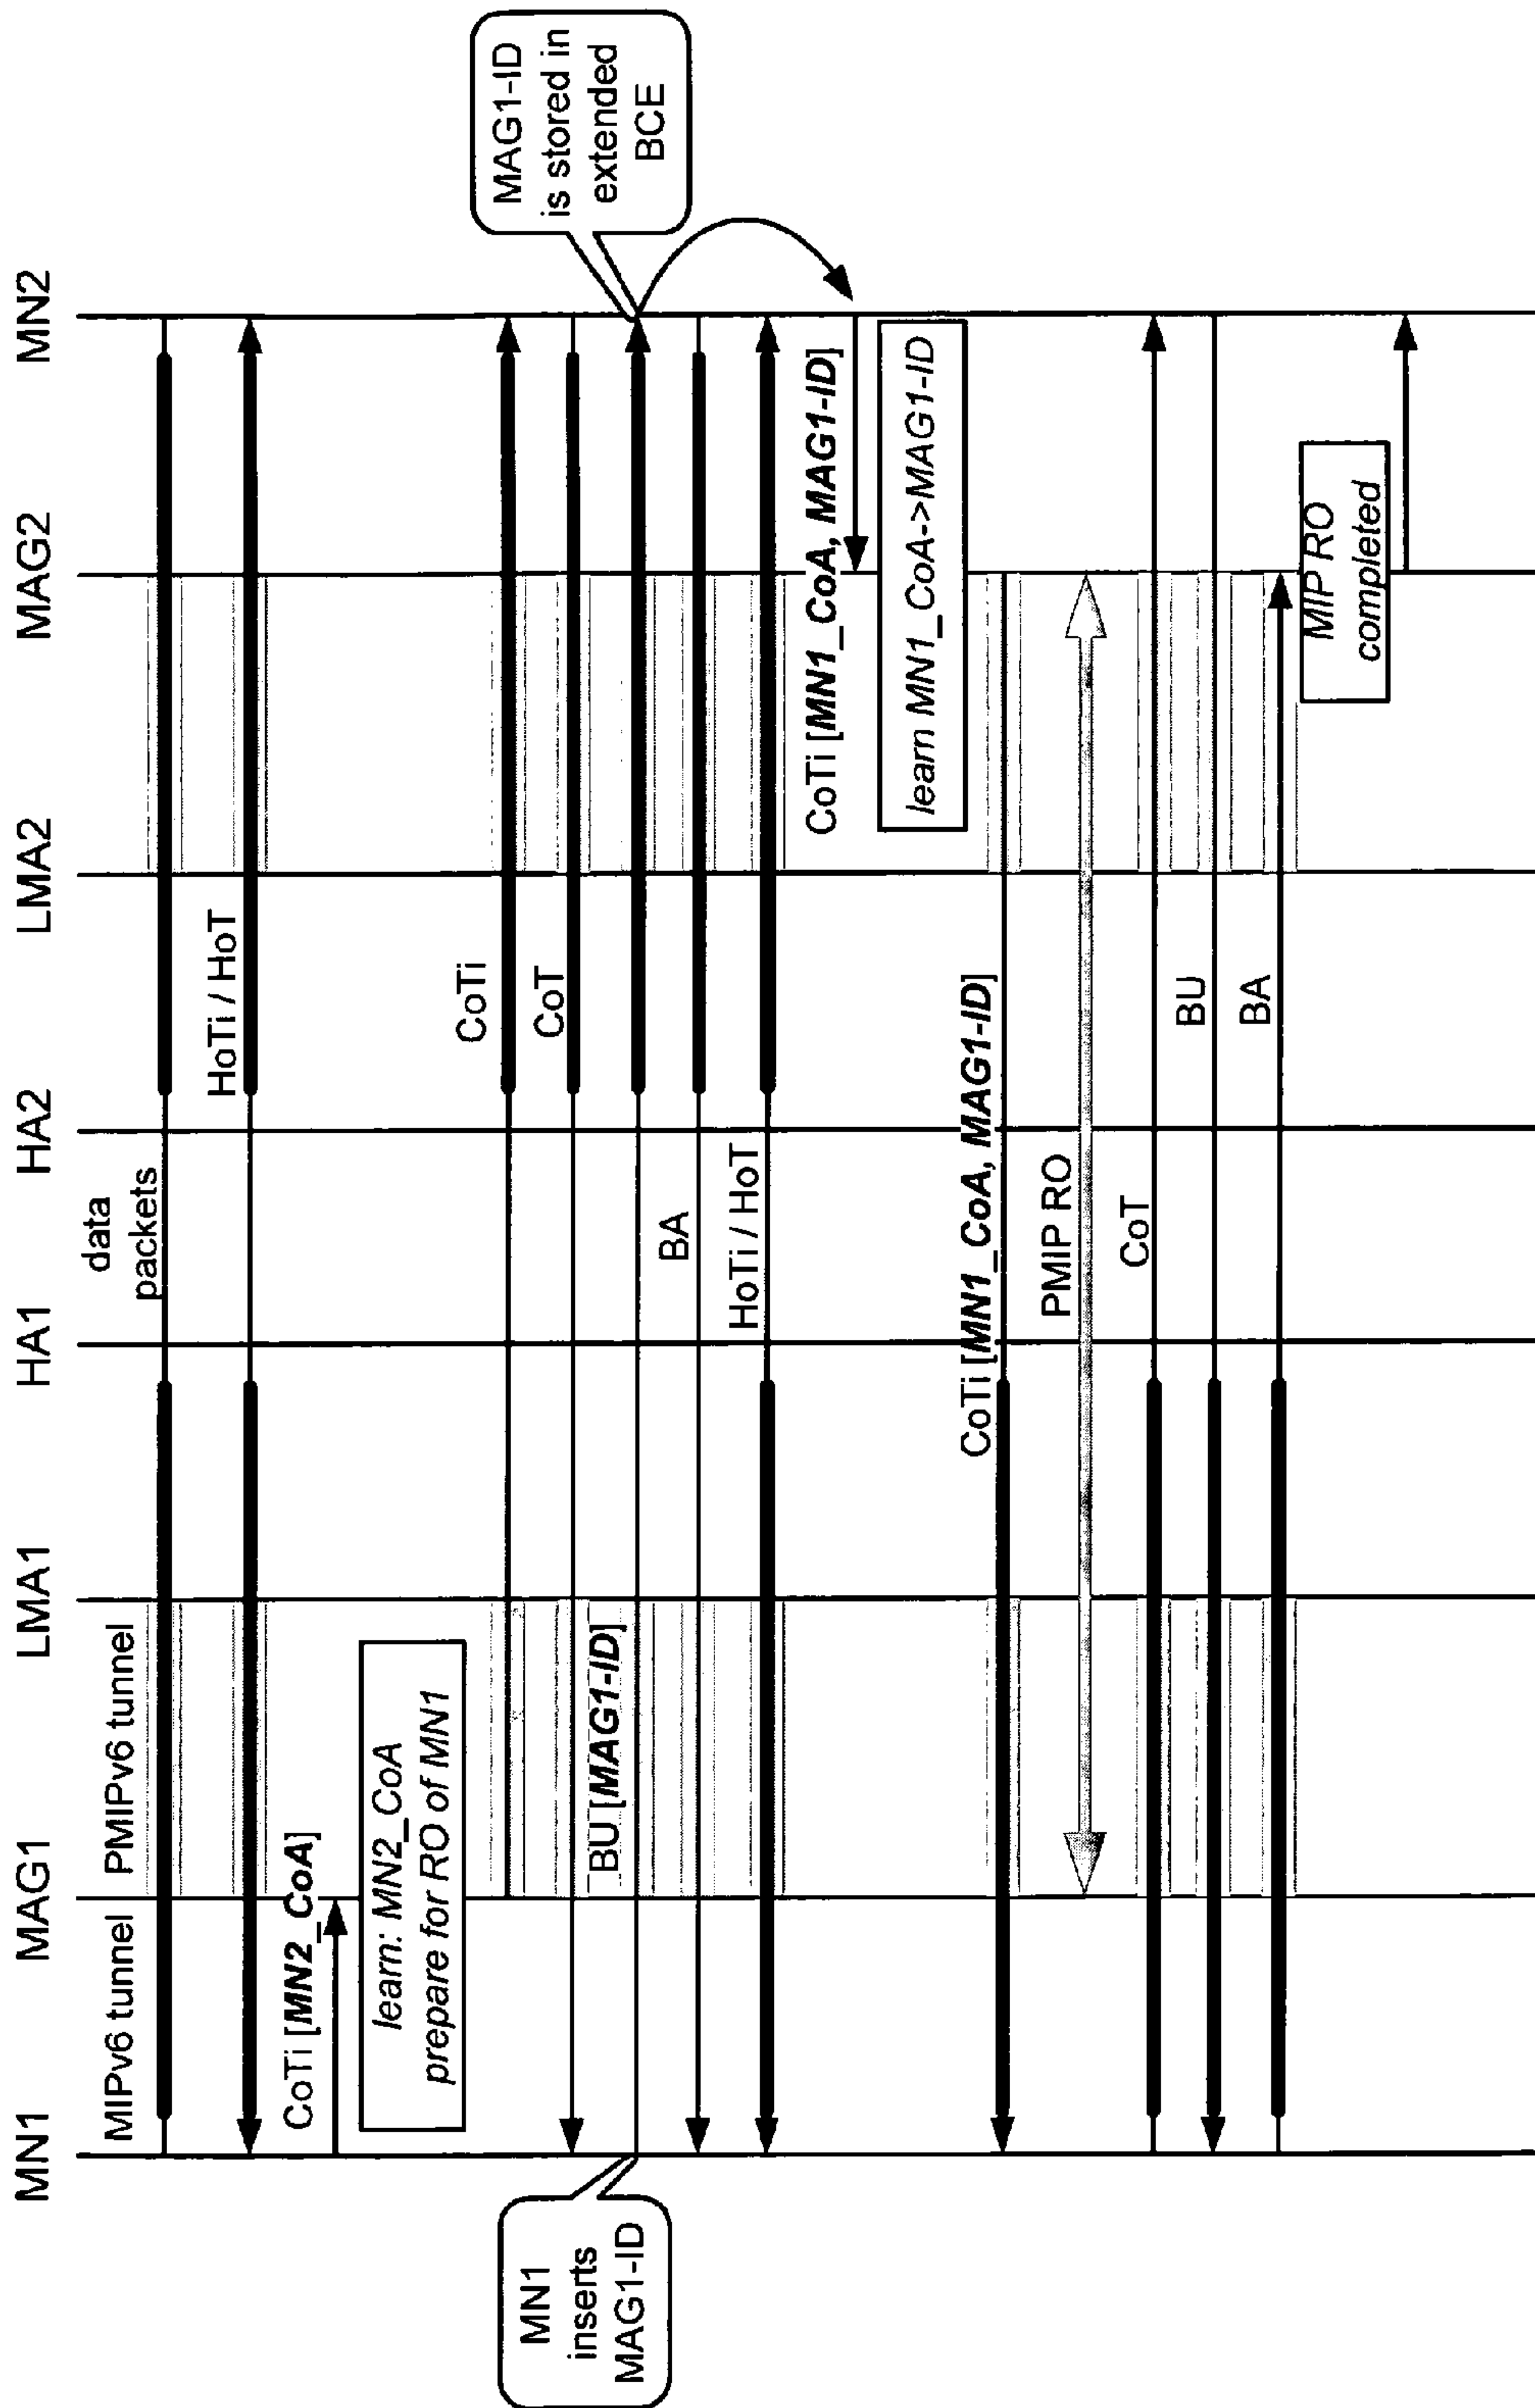 MN1
MAG1
LMA1
HA1
HA2
LMA2
MAG2
MN2
MIPv6 tunnel
PMIPv6 tunnel
data
packets
HoTi / HoT
CoTi [MN2_CoA]
learn: MN2_CoA
prepare for RO of MN1
CoTi
CoT
MN1
inserts
MAG1-ID
BU [MAG1-ID]
MAG1-ID
is stored in
extended
BCE
BA
HoTi / HoT
CoTi [MN1_CoA, MAG1-ID]
learn MN1_CoA->MAG1-ID
CoTi [MN1_CoA, MAG1-ID]
PMIP RO
CoT
BU
BA
MIP RO
completed